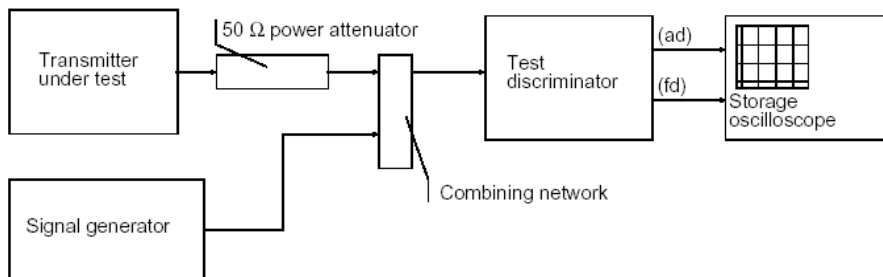 50 Ω power attenuator
Transmitter
under test
Test
discriminator
(ad)
(fd)
Storage
oscilloscope
Combining network
Signal generator